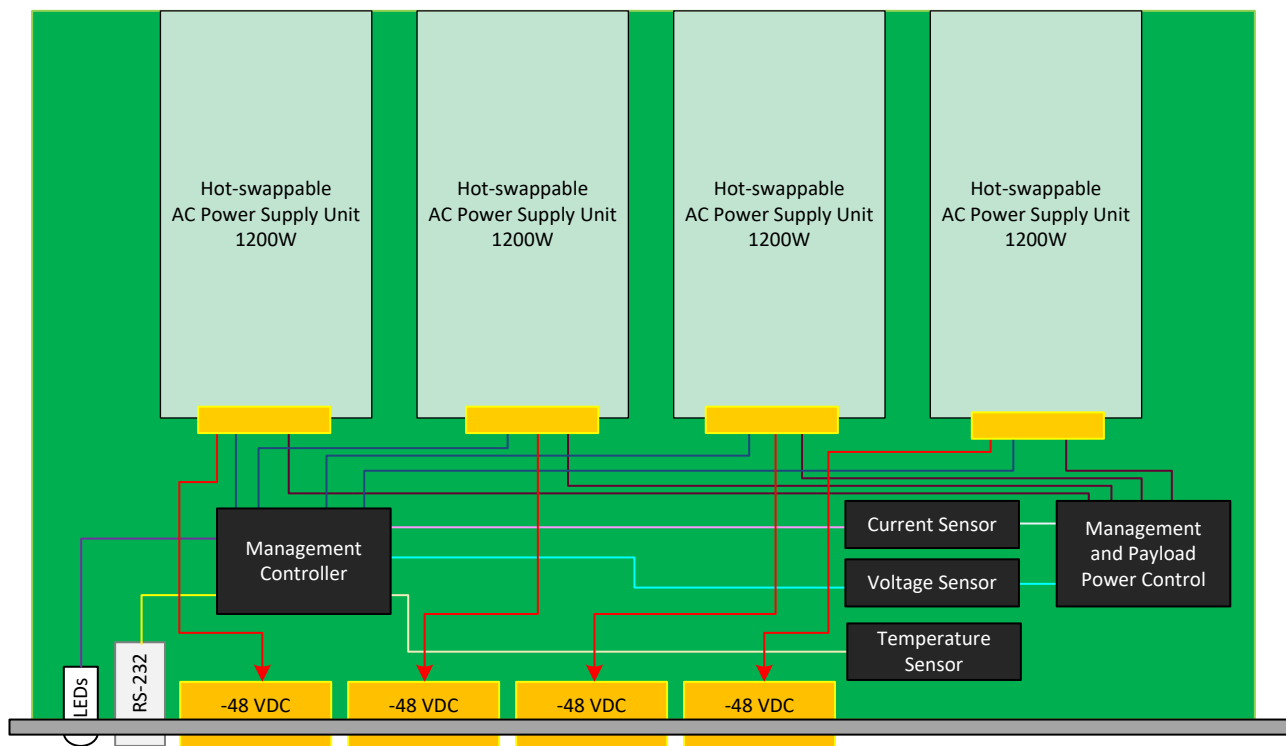 Hot-swappable
AC Power Supply Unit
1200W
Hot-swappable
AC Power Supply Unit
1200W
Hot-swappable
AC Power Supply Unit
1200W
Hot-swappable
AC Power Supply Unit
1200W
Management
Controller
Current Sensor
Voltage Sensor
Temperature
Sensor
Management
and Payload
Power Control
LEDs
RS-232
-48 VDC
-48 VDC
-48 VDC
-48 VDC